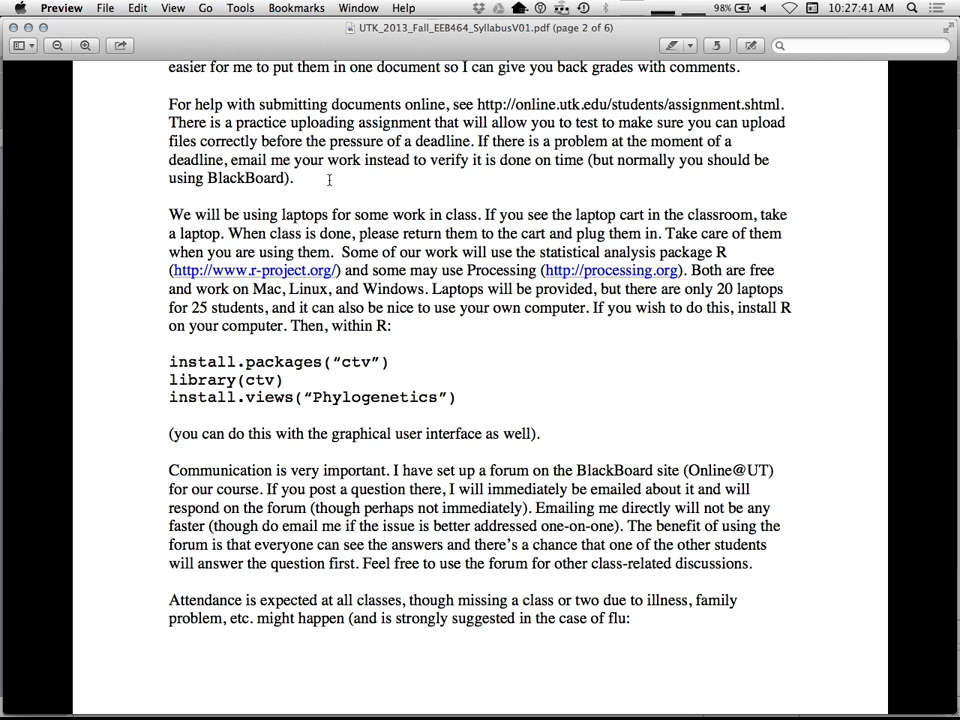 Preview File Edit View Go Tools Bookmarks Window Help 98% 10:27:41 AM
UTK_2013_Fall_EEB464_SyllabusV01.pdf (page 2 of 6)
easier for me to put them in one document so I can give you back grades with comments.
For help with submitting documents online, see http://online.utk.edu/students/assignment.shtml.
There is a practice uploading assignment that will allow you to test to make sure you can upload
files correctly before the pressure of a deadline. If there is a problem at the moment of a
deadline, email me your work instead to verify it is done on time (but normally you should be
using BlackBoard).
We will be using laptops for some work in class. If you see the laptop cart in the classroom, take
a laptop. When class is done, please return them to the cart and plug them in. Take care of them
when you are using them.  Some of our work will use the statistical analysis package R
(http://www.r-project.org/) and some may use Processing (http://processing.org). Both are free
and work on Mac, Linux, and Windows. Laptops will be provided, but there are only 20 laptops
for 25 students, and it can also be nice to use your own computer. If you wish to do this, install R
on your computer. Then, within R:
install.packages(“ctv”)
library(ctv)
install.views(“Phylogenetics”)
(you can do this with the graphical user interface as well).
Communication is very important. I have set up a forum on the BlackBoard site (Online@UT)
for our course. If you post a question there, I will immediately be emailed about it and will
respond on the forum (though perhaps not immediately). Emailing me directly will not be any
faster (though do email me if the issue is better addressed one-on-one). The benefit of using the
forum is that everyone can see the answers and there’s a chance that one of the other students
will answer the question first. Feel free to use the forum for other class-related discussions.
Attendance is expected at all classes, though missing a class or two due to illness, family
problem, etc. might happen (and is strongly suggested in the case of flu: